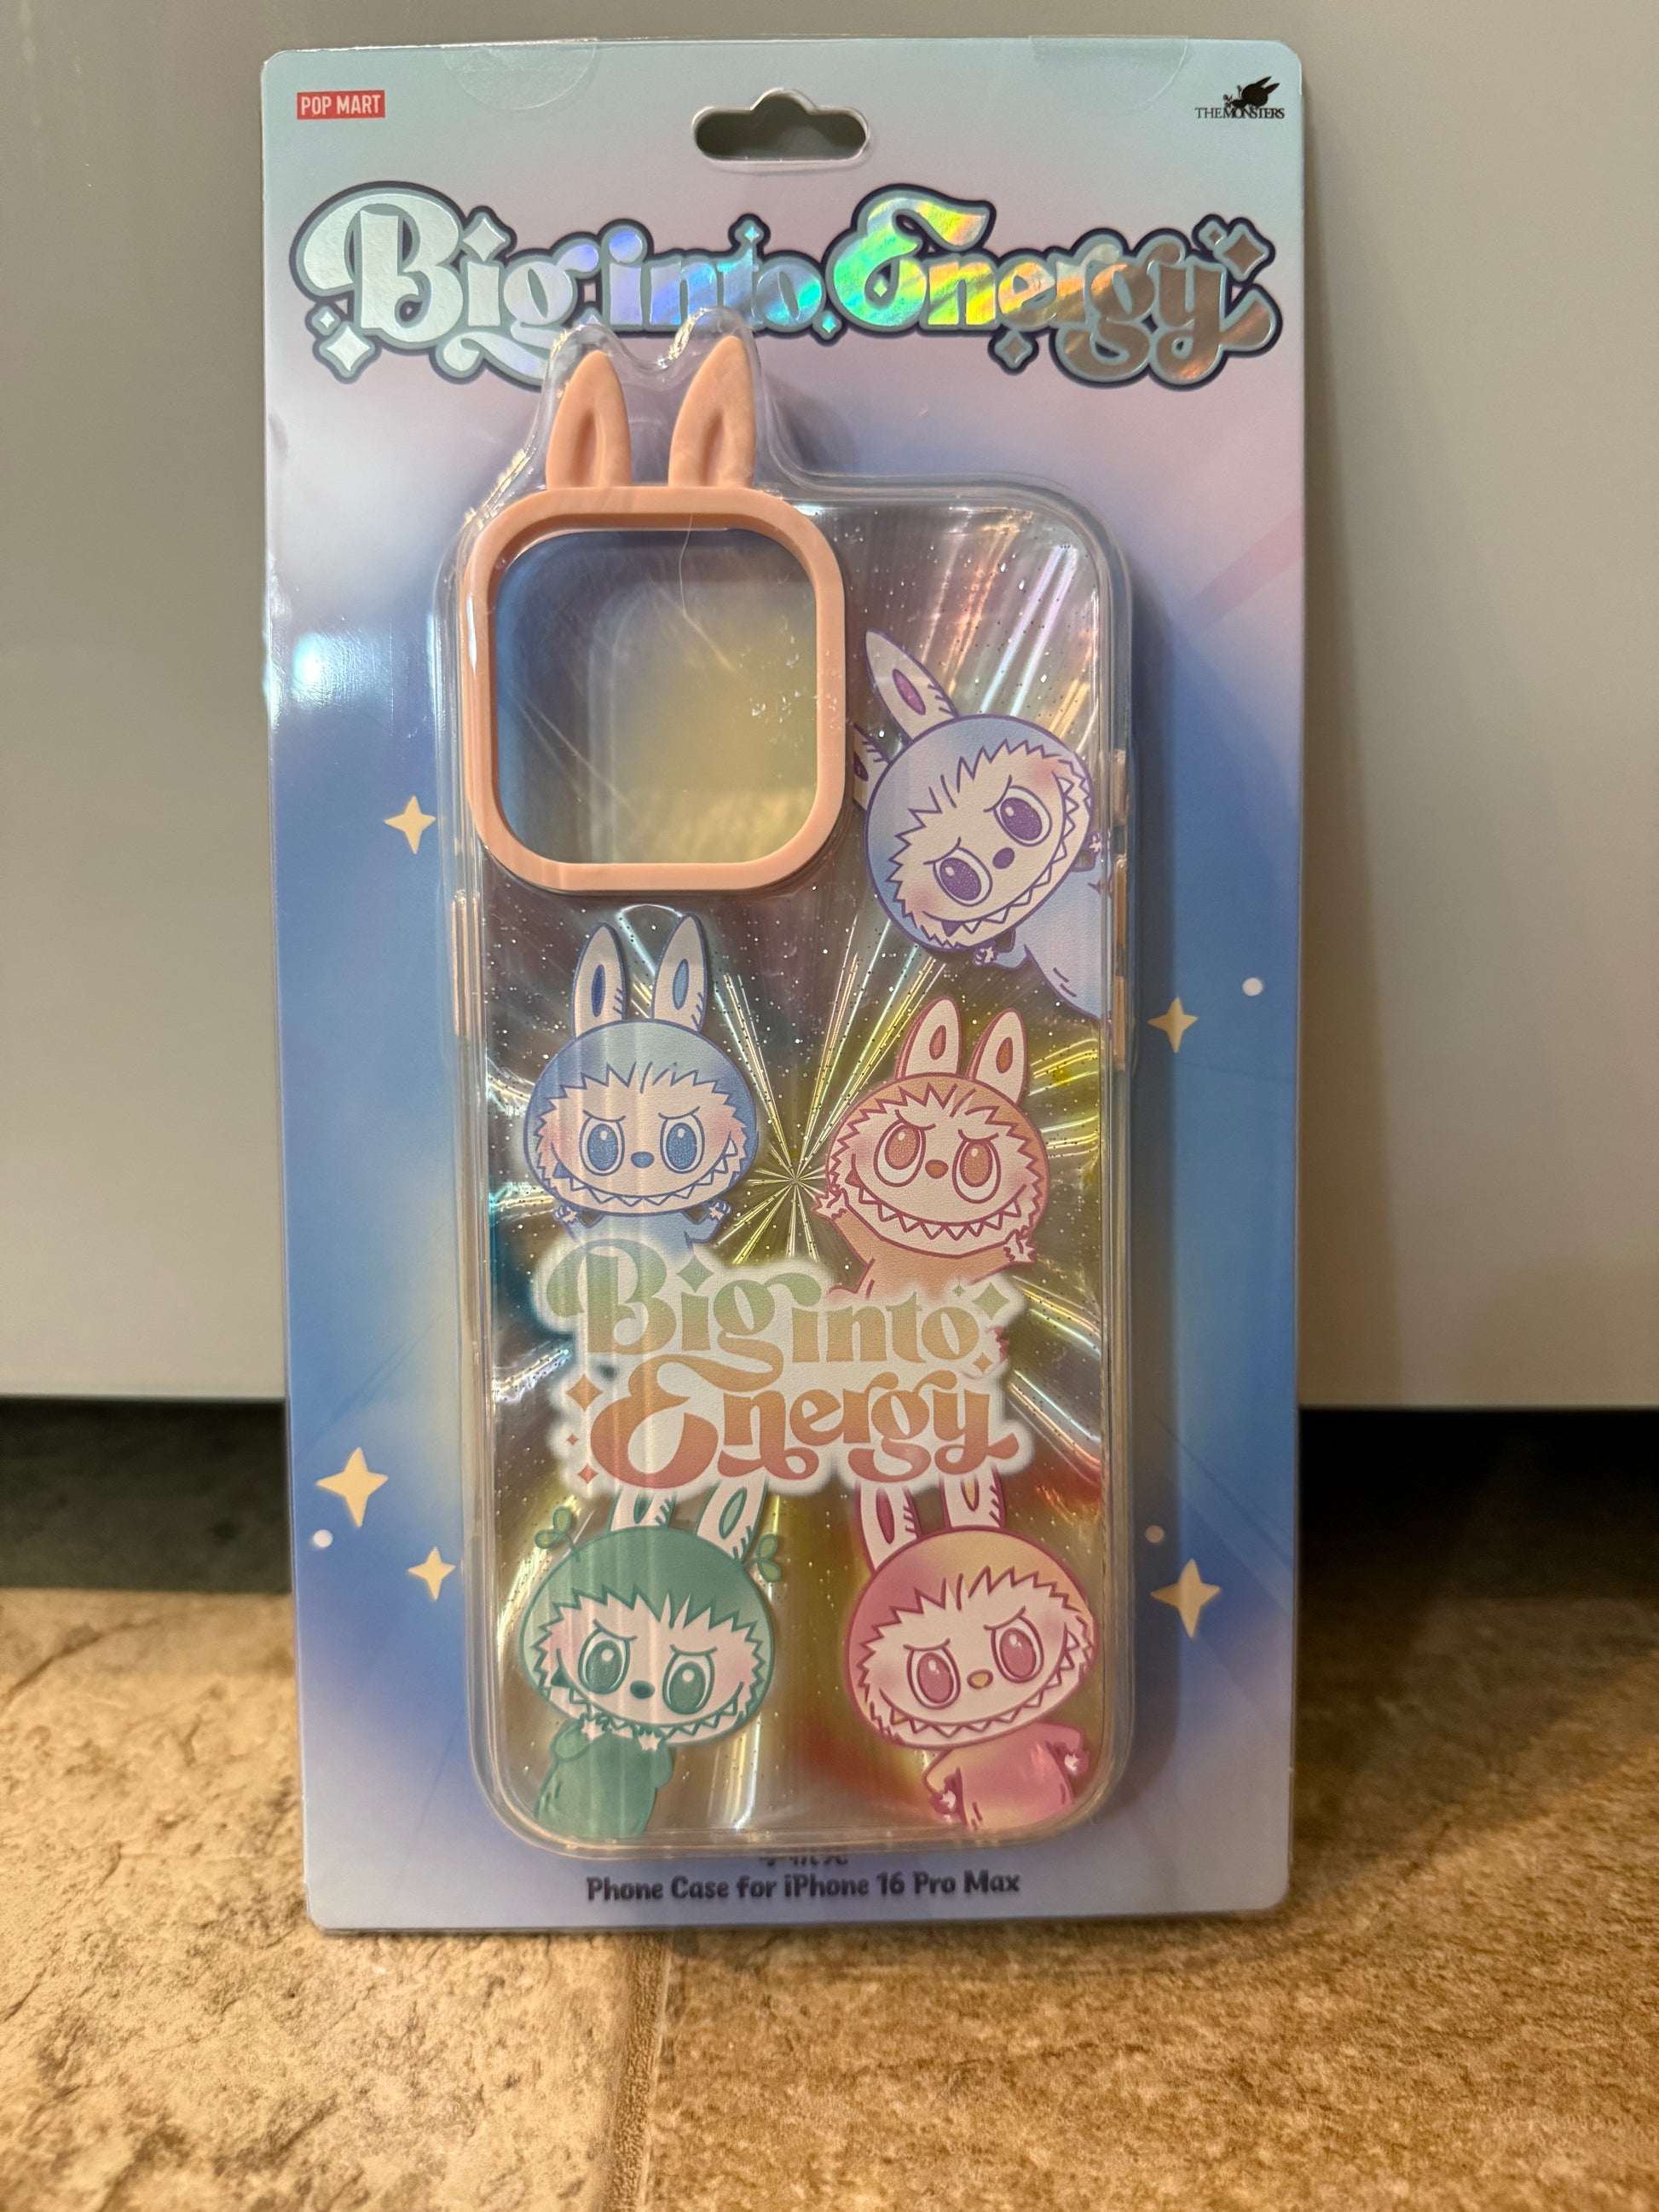 POP MART
THE MONSTERS
Big into Energy
Big into
Energy
Phone Case for iPhone 16 Pro Max